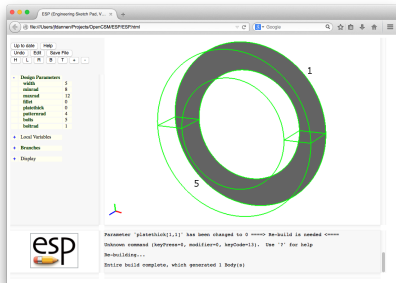 ESP (Engineering Sketch Pad, V...
file:///Users/fdannen/Projects/OpenCSM/ESP/ESP.html
Google
Up to date Help
Undo Edit Save File
H L R B T + -
- Design Parameters
width 5
minrad 8
maxrad 12
fillet 0
platethick 0
patternrad 4
bolts 5
boltrad 1
+ Local Variables
+ Branches
+ Display
1
5
esp
Parameter 'platethick[1,1]' has been changed to 0 ====> Re-build is needed <====
Unknown command (keyPress=0, modifier=0, keyCode=13). Use '?' for help
Re-building...
Entire build complete, which generated 1 Body(s)